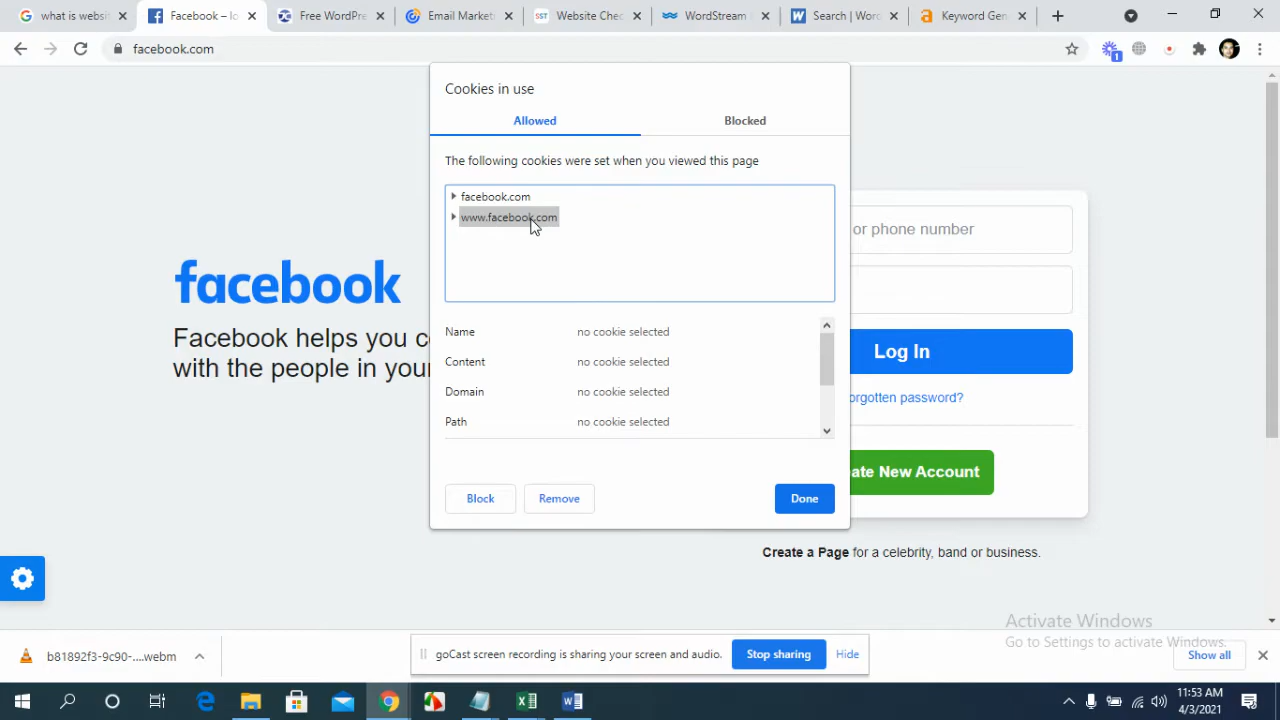 what is websit
Facebook – lo
Free WordPre
Email Market
Website Chec
WordStream
Search | Word
Keyword Gen
facebook.com
1
Cookies in use
Allowed
Blocked
The following cookies were set when you viewed this page
facebook.com
www.facebook.com
or phone number
facebook
Facebook helps you c
with the people in your
Name no cookie selected
Content no cookie selected
Domain no cookie selected
Path no cookie selected
Log In
orgotten password?
ate New Account
Block
Remove
Done
Create a Page for a celebrity, band or business.
Activate Windows
Go to Settings to activate Windows.
b81892f3-9c90-....webm
goCast screen recording is sharing your screen and audio.
Stop sharing
Hide
Show all
11:53 AM
4/3/2021